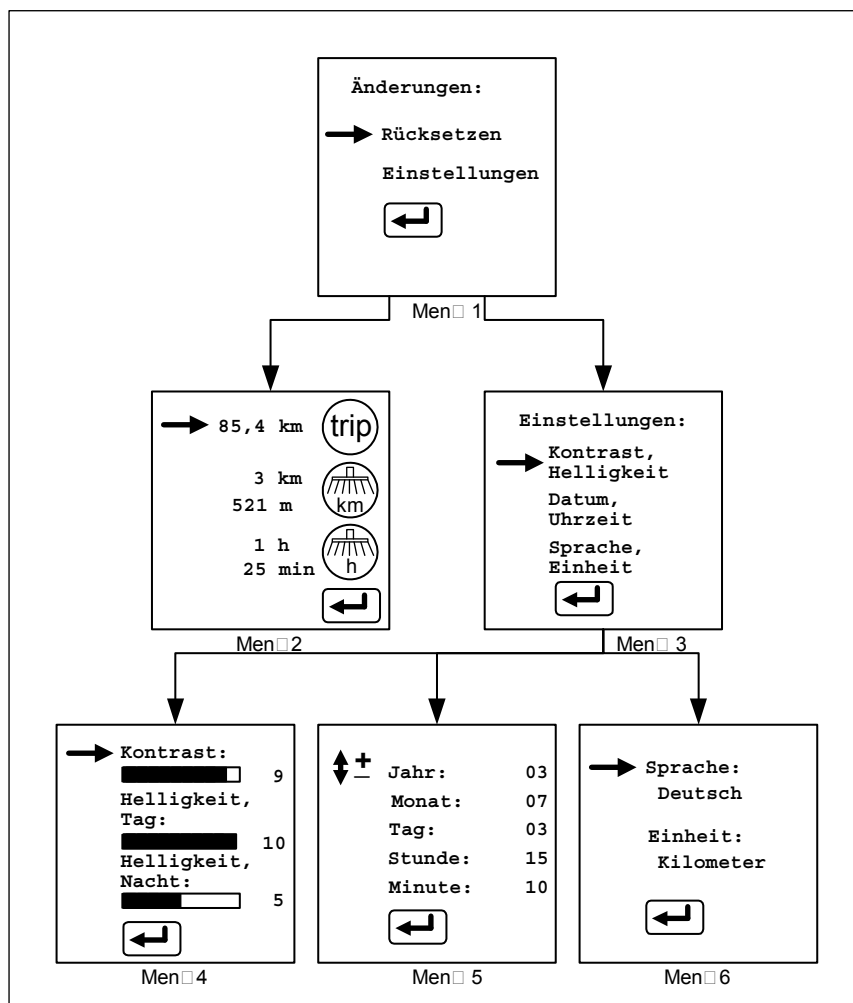 Änderungen:
Rücksetzen
Einstellungen
Men□ 1
85,4 km
trip
3 km
521 m
km
1 h
25 min
h
Men□ 2
Einstellungen:
Kontrast,
Helligkeit
Datum,
Uhrzeit
Sprache,
Einheit
Men□ 3
Kontrast:
9
Helligkeit,
Tag:
10
Helligkeit,
Nacht:
5
Men□ 4
+
–
Jahr: 03
Monat: 07
Tag: 03
Stunde: 15
Minute: 10
Men□ 5
Sprache:
Deutsch
Einheit:
Kilometer
Men□ 6